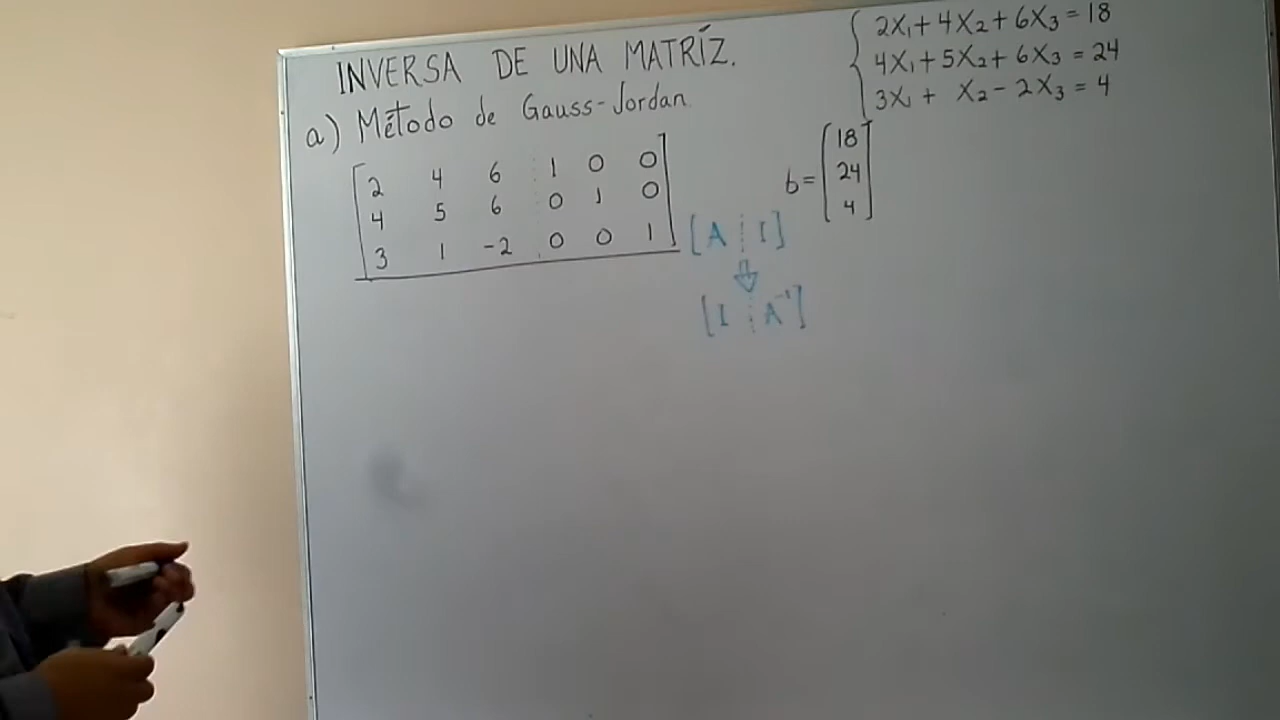 INVERSA DE UNA MATRÍZ.
a) Método de Gauss-Jordan
2 4 6 1 0 0
4 5 6 0 1 0
3 1 -2 0 0 1
[A ⋮ I]
[I ⋮ A⁻¹]
2X₁+4X₂+6X₃=18
4X₁+5X₂+6X₃=24
3X₁+ X₂-2X₃=4
b=
18
24
4